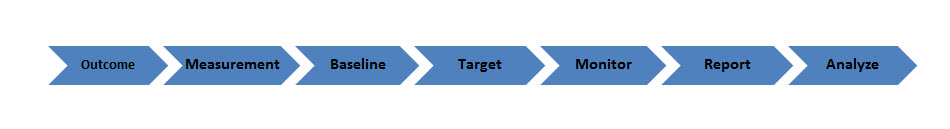 Outcome Measurement Baseline Target Monitor Report Analyze